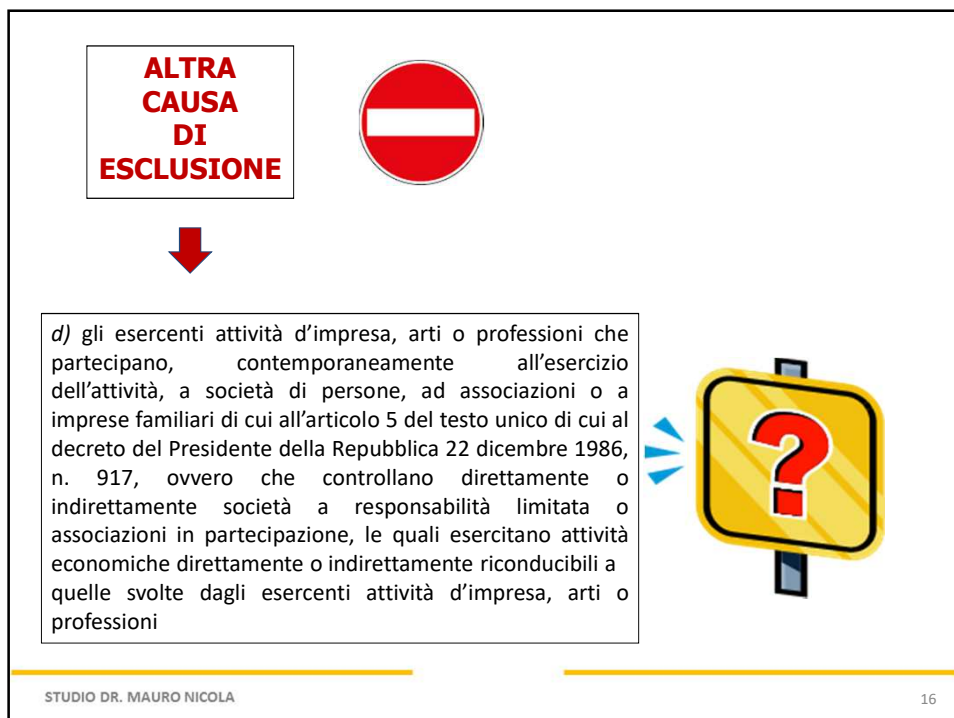 ALTRA
CAUSA
DI
ESCLUSIONE
d) gli esercenti attività d’impresa, arti o professioni che
partecipano, contemporaneamente all’esercizio
dell’attività, a società di persone, ad associazioni o a
imprese familiari di cui all’articolo 5 del testo unico di cui al
decreto del Presidente della Repubblica 22 dicembre 1986,
n. 917, ovvero che controllano direttamente o
indirettamente società a responsabilità limitata o
associazioni in partecipazione, le quali esercitano attività
economiche direttamente o indirettamente riconducibili a
quelle svolte dagli esercenti attività d’impresa, arti o
professioni
?
STUDIO DR. MAURO NICOLA
16